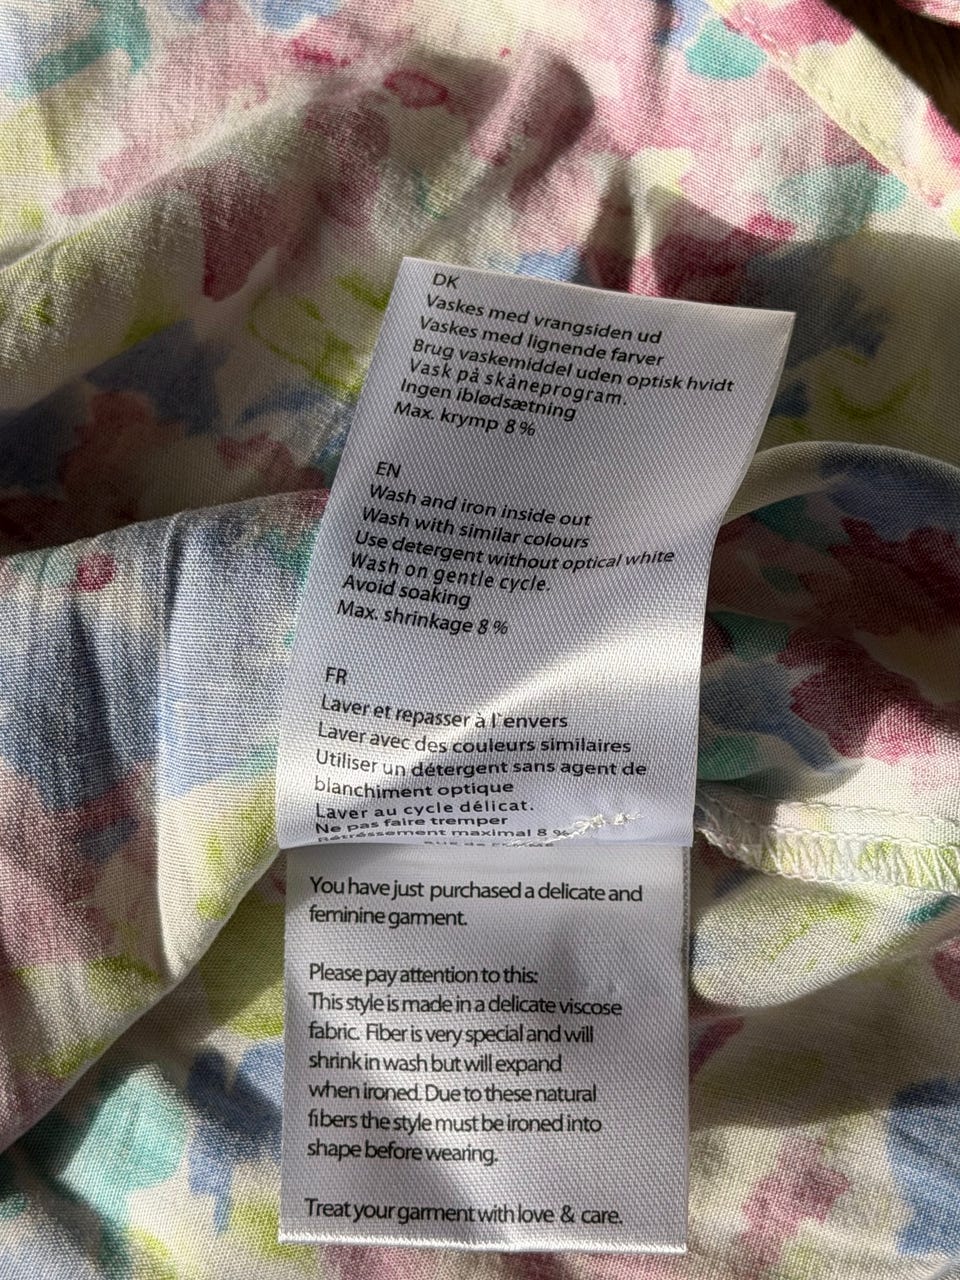 DK
Vaskes med vrangsiden ud
Vaskes med lignende farver
Brug vaskemiddel uden optisk hvidt
Vask på skåneprogram.
Ingen iblødsætning
Max. krymp 8 %
EN
Wash and iron inside out
Wash with similar colours
Use detergent without optical white
Wash on gentle cycle.
Avoid soaking
Max. shrinkage 8 %
FR
Laver et repasser à l`envers
Laver avec des couleurs similaires
Utiliser un détergent sans agent de
blanchiment optique
Laver au cycle délicat.
Ne pas faire tremper
maximal 8 %
You have just purchased a delicate and
feminine garment.
Please pay attention to this:
This style is made in a delicate viscose
fabric. Fiber is very special and will
shrink in wash but will expand
when ironed. Due to these natural
fibers the style must be ironed into
shape before wearing.
Treat your garment with love & care.